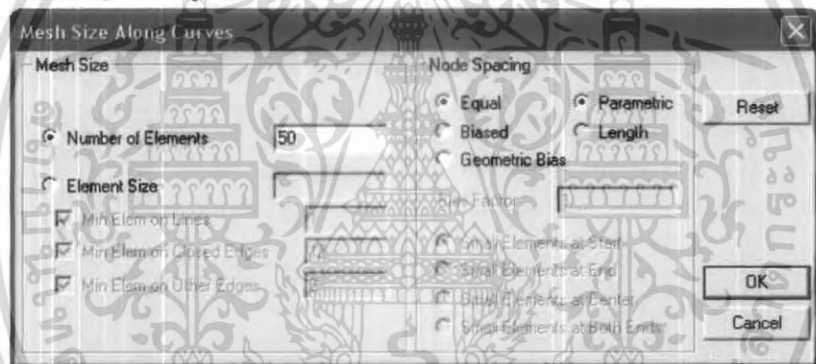 Mesh Size Along Curves
Mesh Size
Number of Elements 50
Element Size
Min Elem on Lines
Min Elem on Closed Edges
Min Elem on Other Edges
Node Spacing
Equal Parametric
Biased Length
Geometric Bias
Bias Factor
Small Elements at Start
Small Elements at End
Small Elements at Center
Small Elements at Both Ends
Reset
OK
Cancel